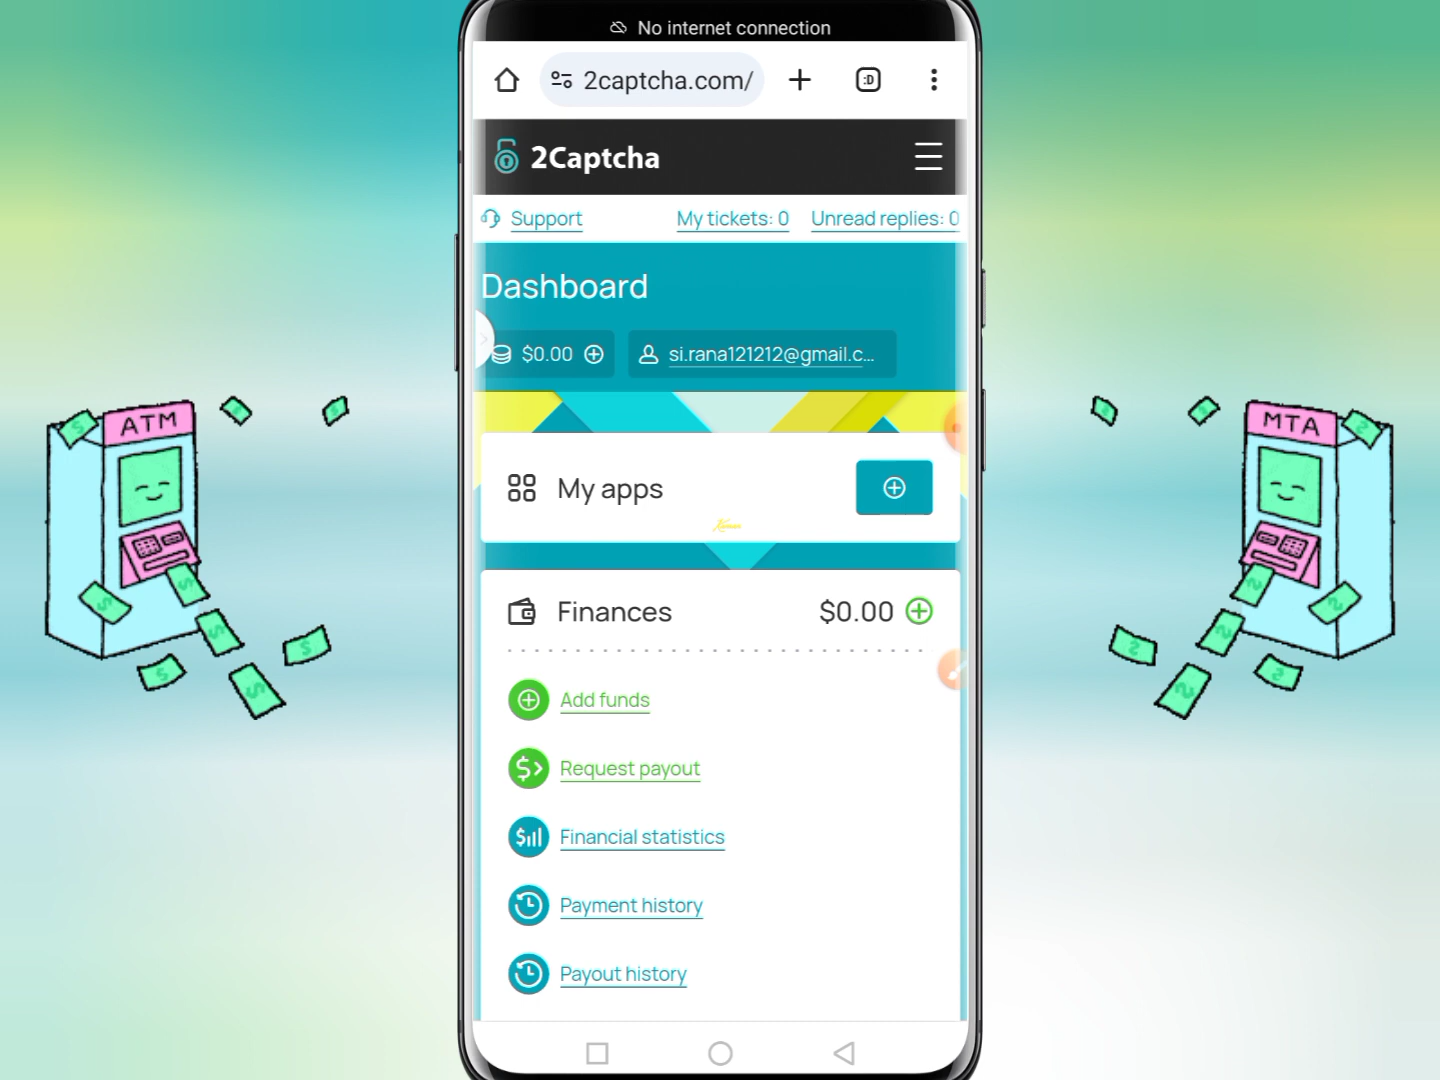 No internet connection
2captcha.com/
:D
2Captcha
Support My tickets: 0 Unread replies: 0
Dashboard
$0.00 si.rana121212@gmail.c...
ATM
MTA
My apps
Finances $0.00
Add funds
Request payout
Financial statistics
Payment history
Payout history